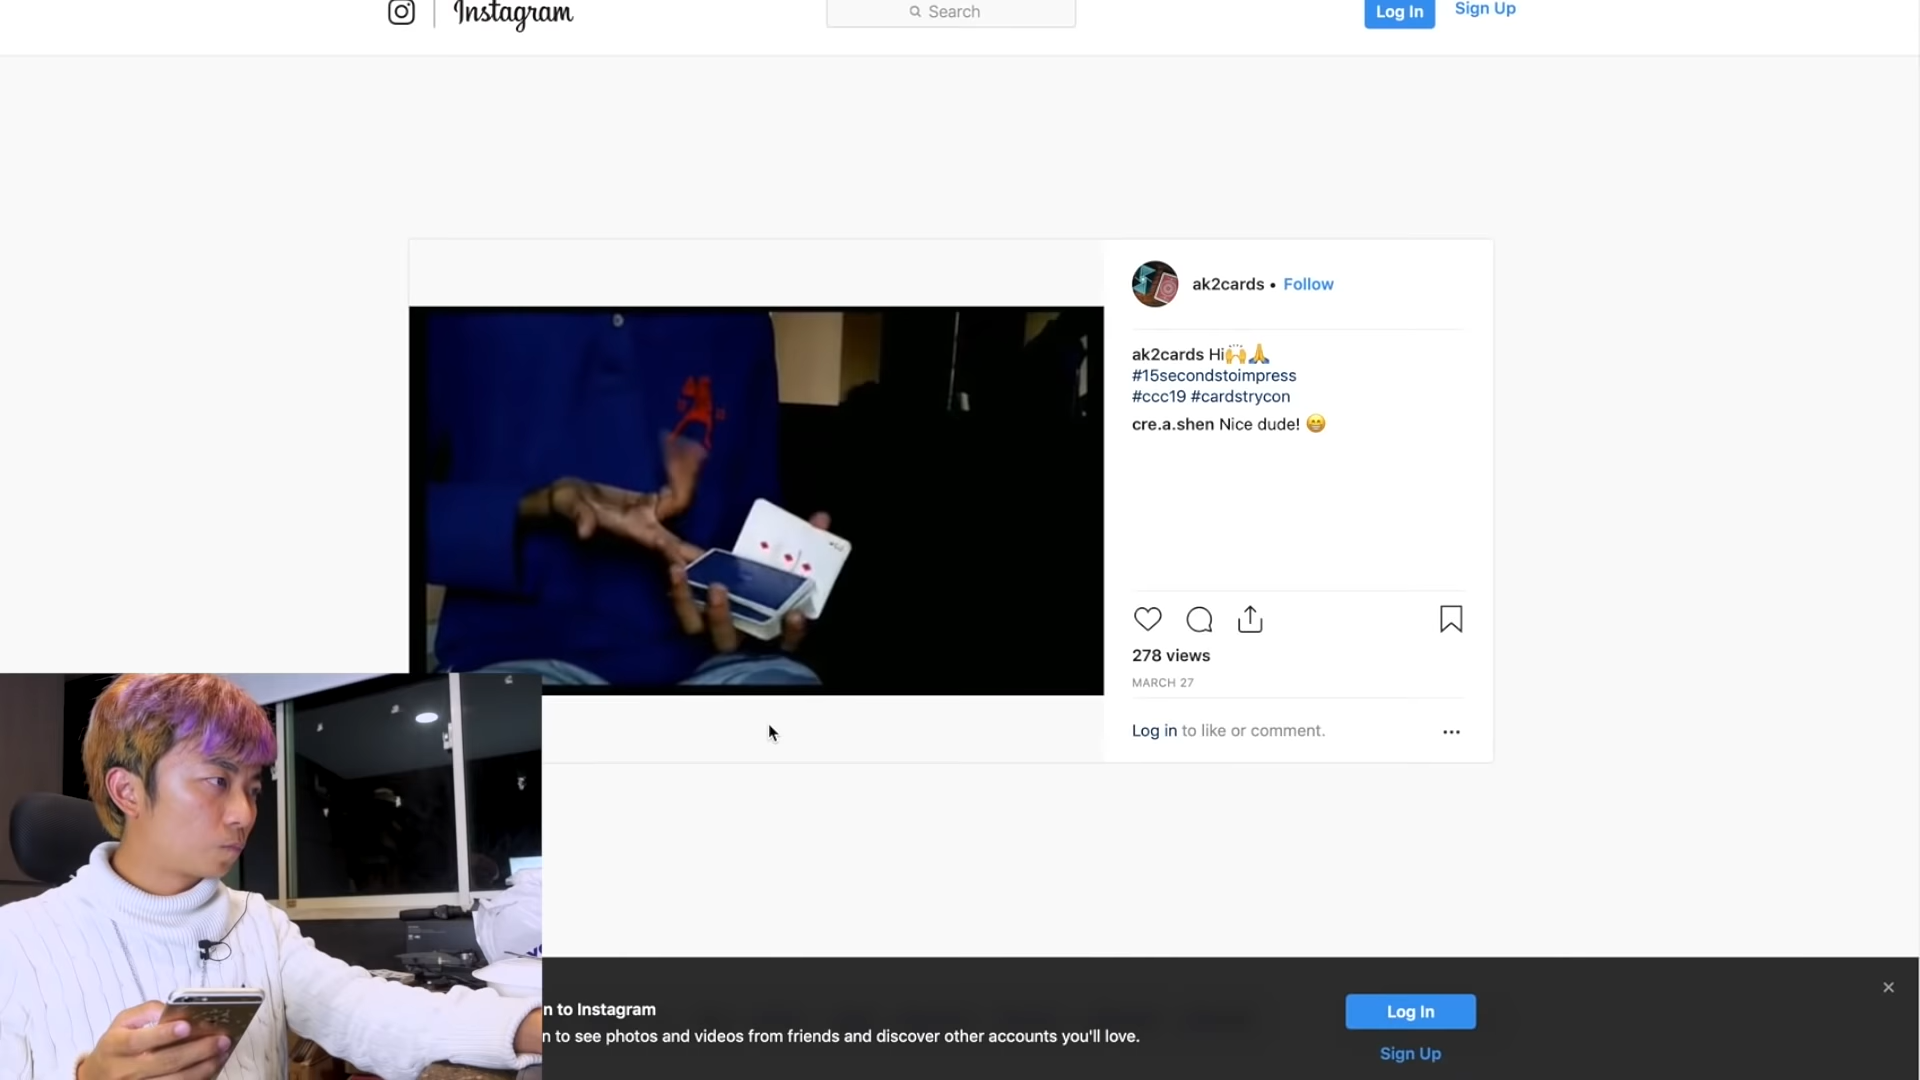 Instagram
Search
Log In
Sign Up
ak2cards • Follow
ak2cards Hi🙌🙏
#15secondstoimpress
#ccc19 #cardstrycon
cre.a.shen Nice dude! 😁
278 views
MARCH 27
Log in to like or comment.
n to Instagram
n to see photos and videos from friends and discover other accounts you'll love.
Log In
Sign Up